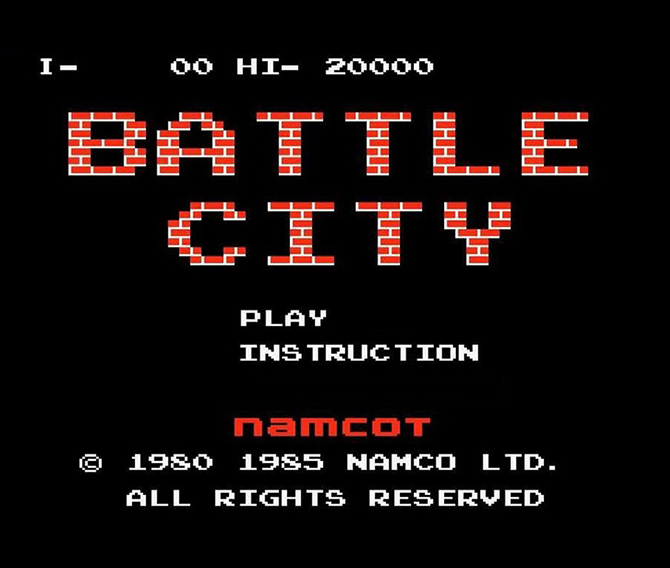 I- 00 HI- 20000
BATTLE
CITY
PLAY
INSTRUCTION
namcot
© 1980 1985 NAMCO LTD.
ALL RIGHTS RESERVED